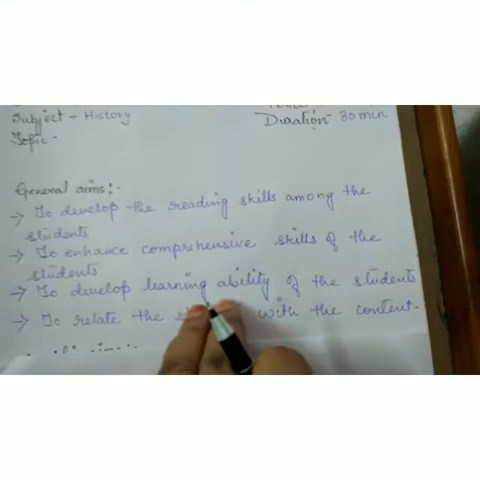 Subject - History
Duration 30 min
Topic -
General aims:-
→ To develop the reading skills among the
students
→ To enhance comprehensive skills of the
students
→ To develop learning ability of the students
→ To relate the with the content.